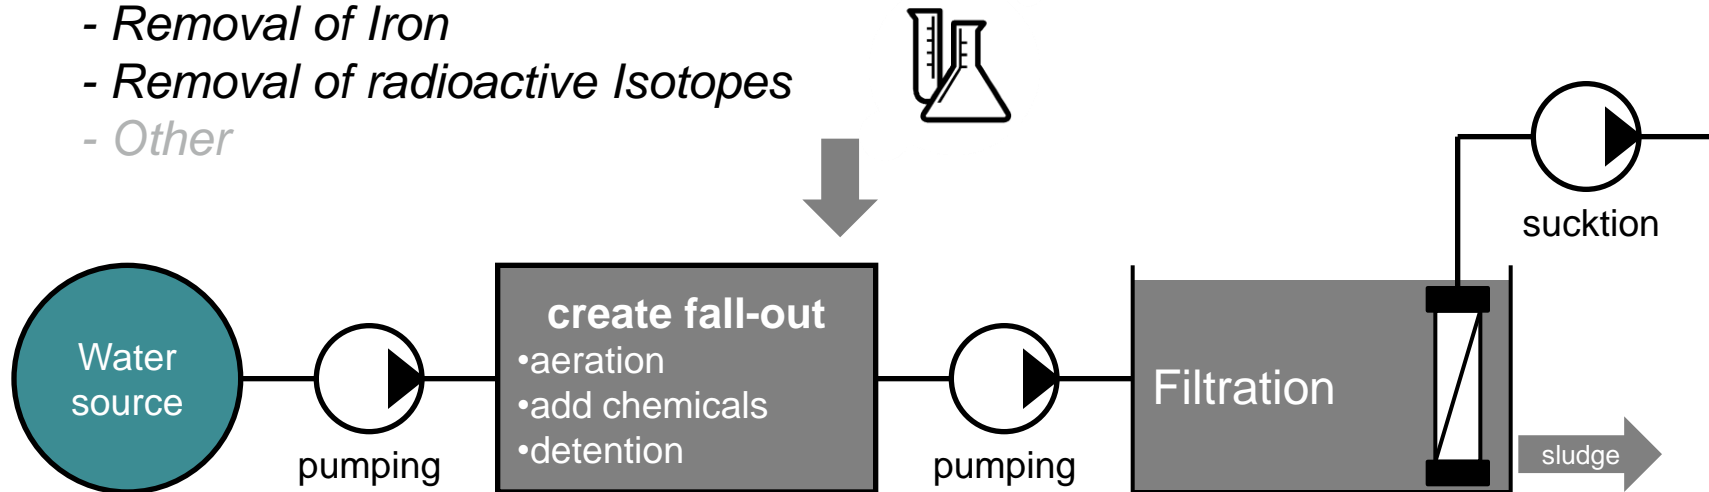 - Removal of Iron
- Removal of radioactive Isotopes
- Other
sucktion
Water
source
pumping
create fall-out
•aeration
•add chemicals
•detention
pumping
Filtration
sludge